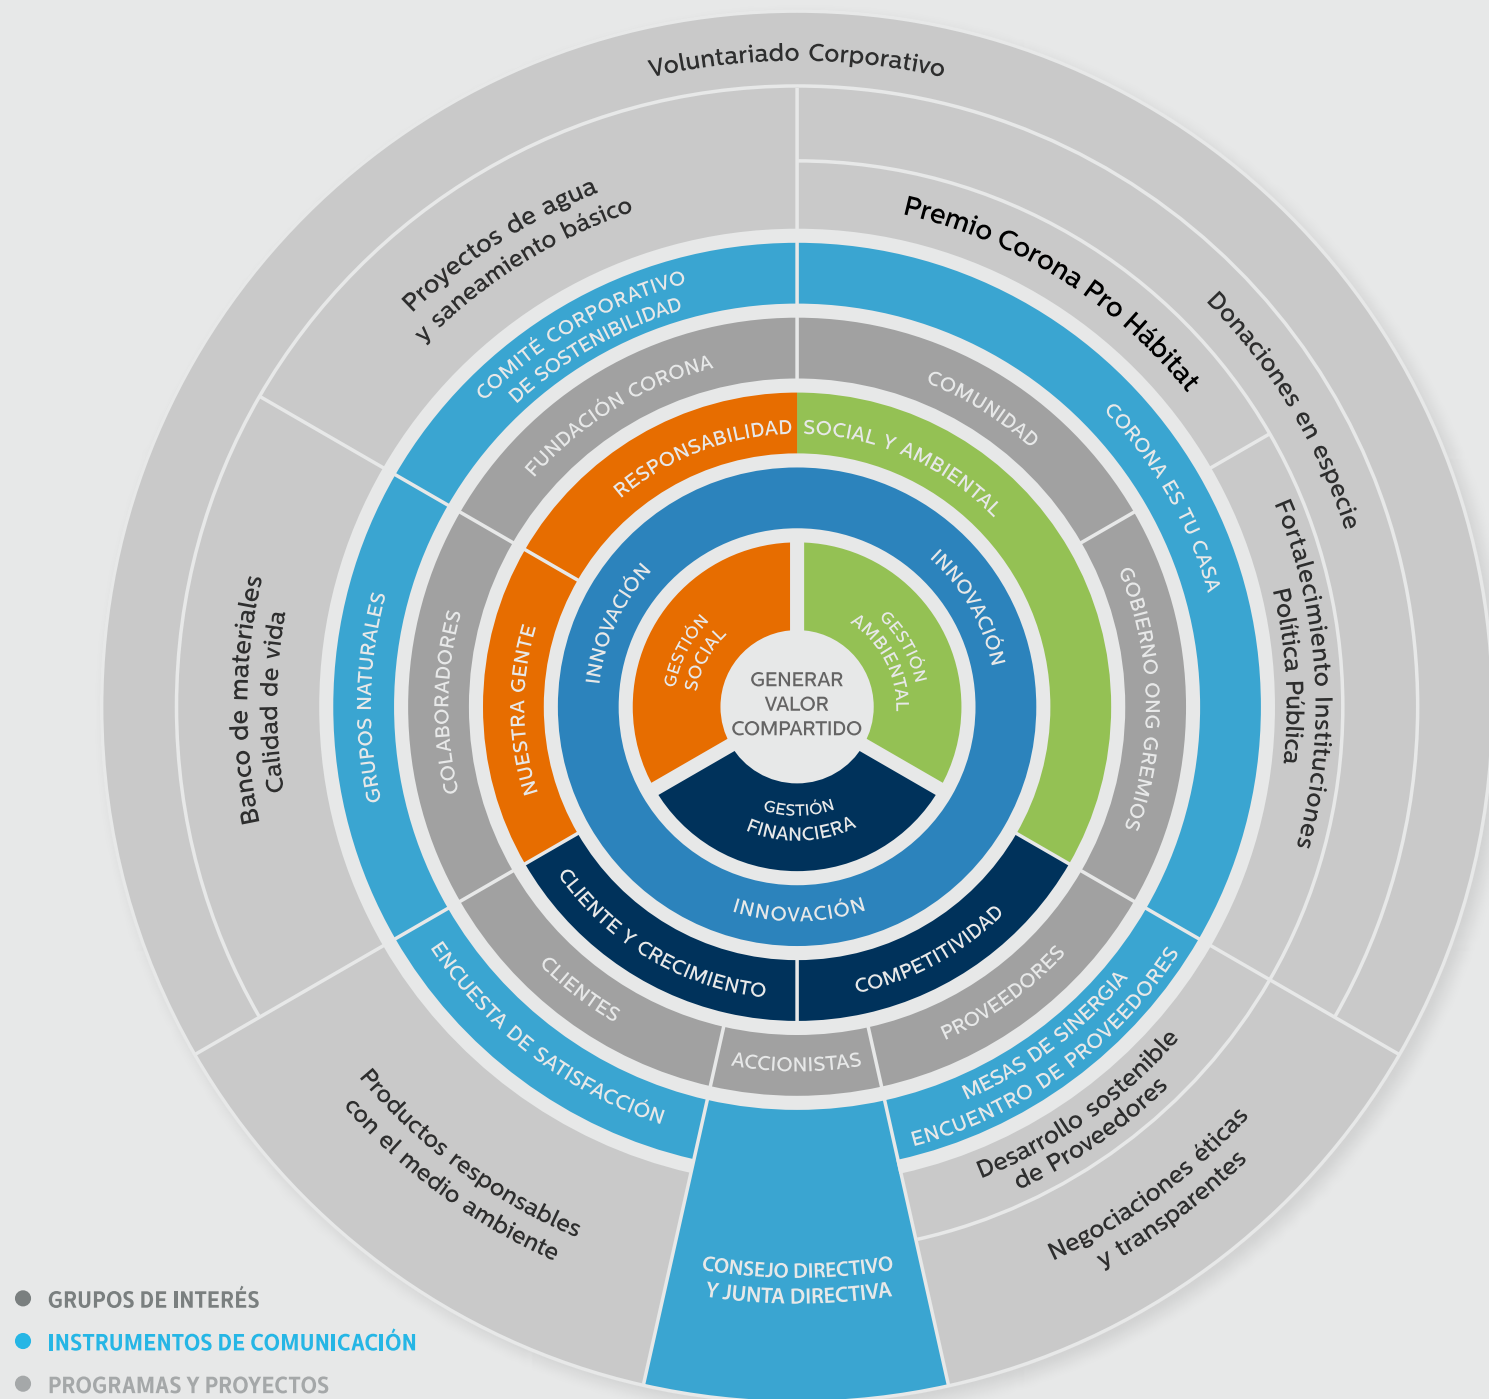 Voluntariado Corporativo
Proyectos de agua
y saneamiento básico
Premio Corona Pro Hábitat
Donaciones en especie
COMITÉ CORPORATIVO
DE SOSTENIBILIDAD
CORONA ES TU CASA
FUNDACIÓN CORONA
COMUNIDAD
RESPONSABILIDAD
SOCIAL Y AMBIENTAL
INNOVACIÓN
INNOVACIÓN
GESTIÓN
SOCIAL
GESTIÓN
AMBIENTAL
GENERAR
VALOR
COMPARTIDO
GESTIÓN
FINANCIERA
INNOVACIÓN
NUESTRA GENTE
COLABORADORES
GRUPOS NATURALES
Banco de materiales
Calidad de vida
GOBIERNO ONG GREMIOS
Fortalecimiento Instituciones
Política Pública
CLIENTE Y CRECIMIENTO
COMPETITIVIDAD
CLIENTES
ACCIONISTAS
PROVEEDORES
ENCUESTA DE SATISFACCIÓN
MESAS DE SINERGIA
ENCUENTRO DE PROVEEDORES
Productos responsables
con el medio ambiente
Desarrollo sostenible
de Proveedores
Negociaciones éticas
y transparentes
CONSEJO DIRECTIVO
Y JUNTA DIRECTIVA
GRUPOS DE INTERÉS
INSTRUMENTOS DE COMUNICACIÓN
PROGRAMAS Y PROYECTOS